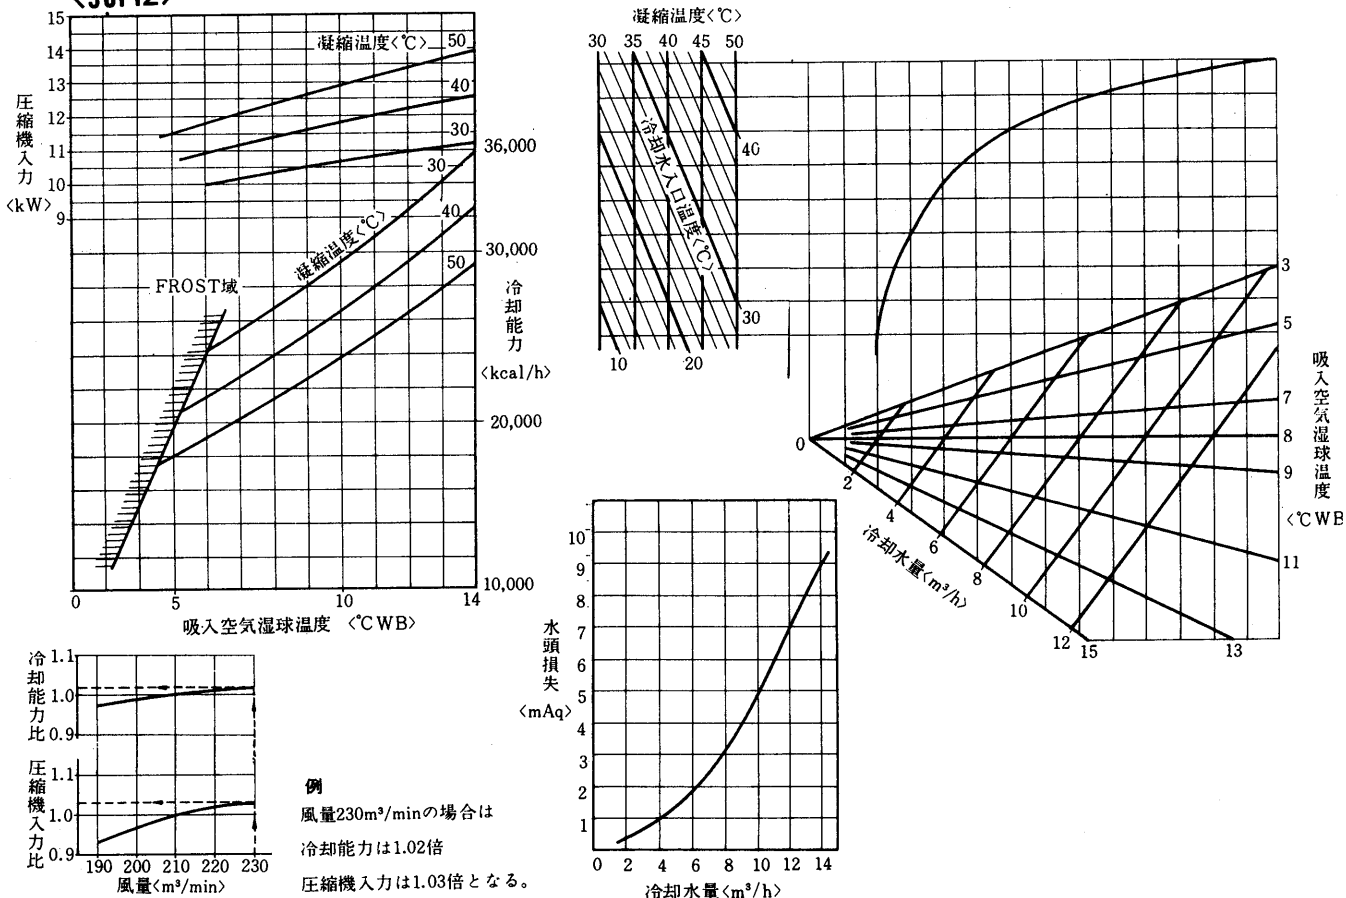 15
14
13
12
11
10
9
圧縮機入力
<kW>
凝縮温度<℃>
50
40
30
36,000
30
40
50
凝縮温度<℃>
30,000
冷却能力
<kcal/h>
20,000
10,000
FROST域
0
5
10
14
吸入空気湿球温度 <℃WB>
凝縮温度<℃>
30 35 40 45 50
冷却水入口温度<℃>
40
30
10
20
3
5
7
8
9
11
13
15
吸入空気湿球温度
<℃WB
0
2
4
6
8
10
12
冷却水量<m³/h>
冷却能力比
1.1
1.0
0.9
圧縮機入力比
1.1
1.0
0.9
190 200 210 220 230
風量<m³/min>
例
風量230m³/minの場合は
冷却能力は1.02倍
圧縮機入力は1.03倍となる。
水頭損失
<mAq>
10
9
8
7
6
5
4
3
2
1
0 2 4 6 8 10 12 14
冷却水量<m³/h>